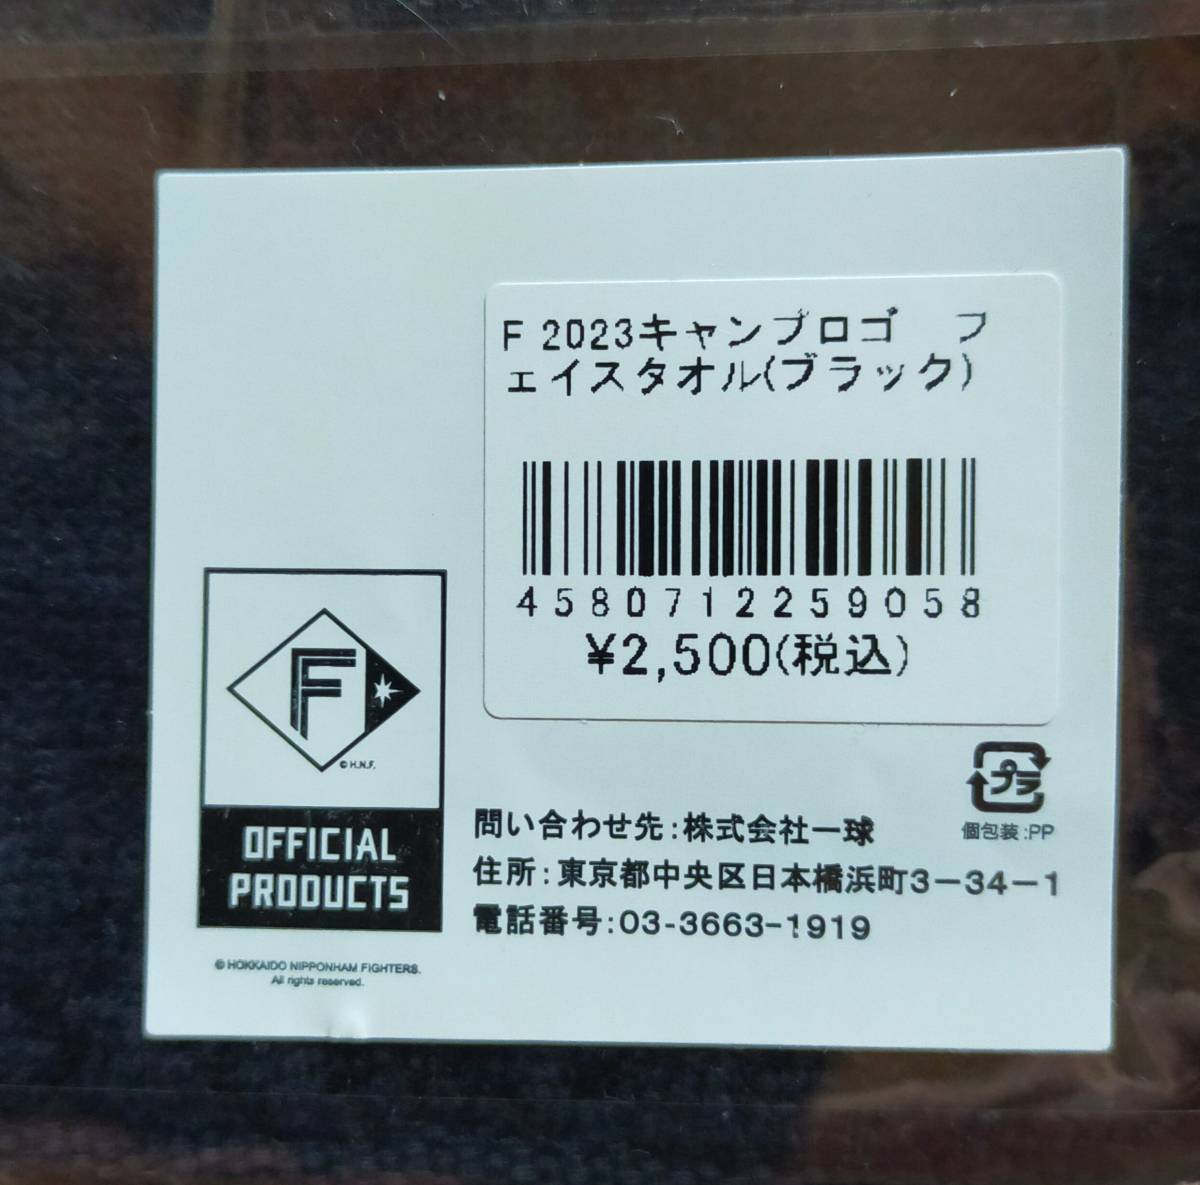 F 2023キャンプロゴ　フ
ェイスタオル(ブラック)
4580712259058
¥2,500(税込)
F
©H.N.F.
OFFICIAL
PRODUCTS
© HOKKAIDO NIPPONHAM FIGHTERS.
All rights reserved.
プラ
個包装:PP
問い合わせ先:株式会社一球
住所:東京都中央区日本橋浜町3-34-1
電話番号:03-3663-1919